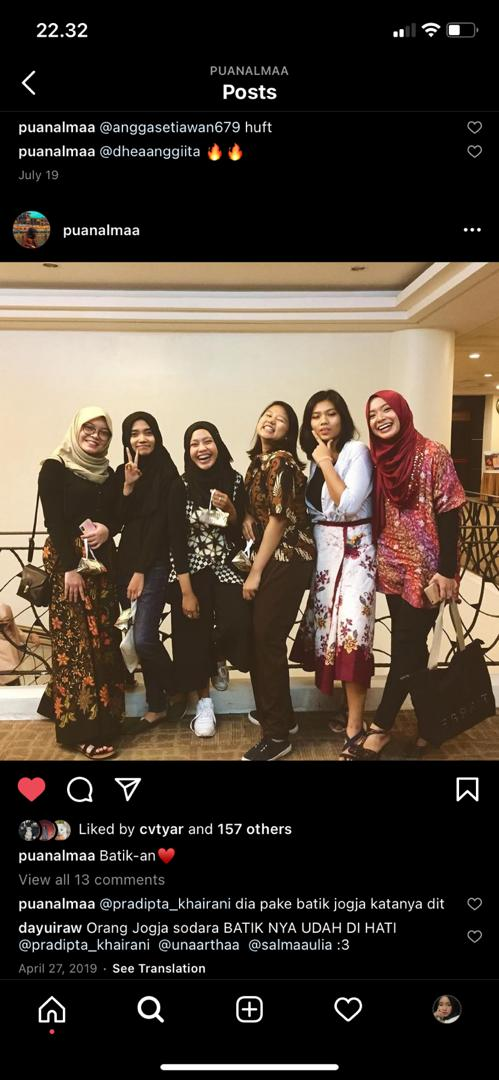 22.32
PUANALMAA
Posts
puanalmaa @anggasetiawan679 huft
puanalmaa @dheaanggiita 🔥🔥
July 19
puanalmaa
Liked by cvtyar and 157 others
puanalmaa Batik-an❤️
View all 13 comments
puanalmaa @pradipta_khairani dia pake batik jogja katanya dit
dayuiraw Orang Jogja sodara BATIK NYA UDAH DI HATI
@pradipta_khairani @unaarthaa @salmaaulia :3
April 27, 2019 · See Translation